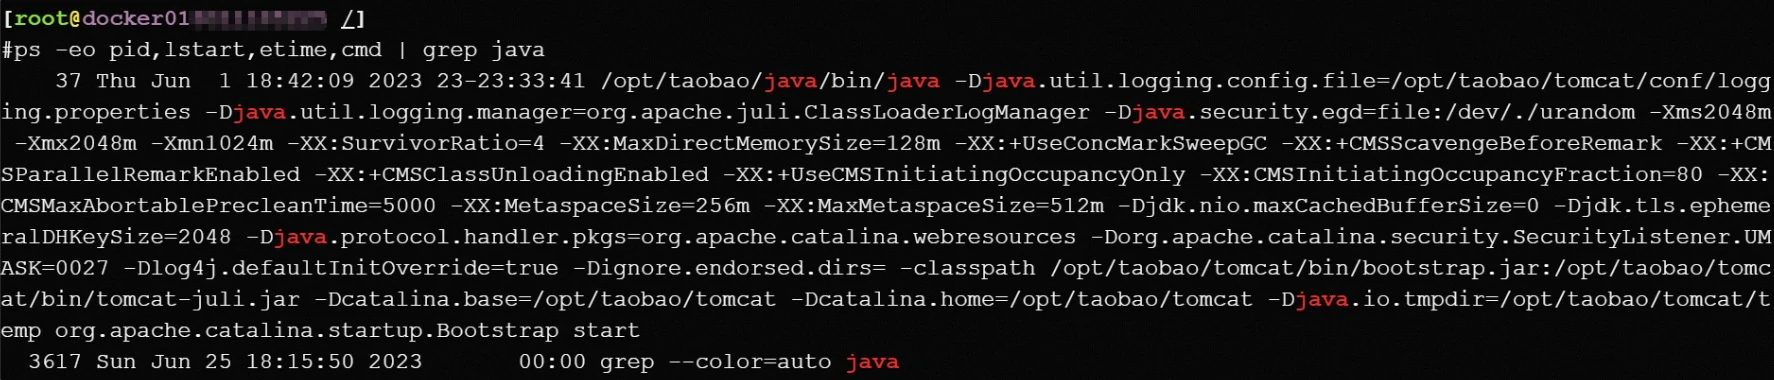 [root@docker01 /]
#ps -eo pid,lstart,etime,cmd | grep java
    37 Thu Jun  1 18:42:09 2023 23-23:33:41 /opt/taobao/java/bin/java -Djava.util.logging.config.file=/opt/taobao/tomcat/conf/logg
ing.properties -Djava.util.logging.manager=org.apache.juli.ClassLoaderLogManager -Djava.security.egd=file:/dev/./urandom -Xms2048m
 -Xmx2048m -Xmn1024m -XX:SurvivorRatio=4 -XX:MaxDirectMemorySize=128m -XX:+UseConcMarkSweepGC -XX:+CMSScavengeBeforeRemark -XX:+CM
SParallelRemarkEnabled -XX:+CMSClassUnloadingEnabled -XX:+UseCMSInitiatingOccupancyOnly -XX:CMSInitiatingOccupancyFraction=80 -XX:
CMSMaxAbortablePrecleanTime=5000 -XX:MetaspaceSize=256m -XX:MaxMetaspaceSize=512m -Djdk.nio.maxCachedBufferSize=0 -Djdk.tls.epheme
ralDHKeySize=2048 -Djava.protocol.handler.pkgs=org.apache.catalina.webresources -Dorg.apache.catalina.security.SecurityListener.UM
ASK=0027 -Dlog4j.defaultInitOverride=true -Dignore.endorsed.dirs= -classpath /opt/taobao/tomcat/bin/bootstrap.jar:/opt/taobao/tomc
at/bin/tomcat-juli.jar -Dcatalina.base=/opt/taobao/tomcat -Dcatalina.home=/opt/taobao/tomcat -Djava.io.tmpdir=/opt/taobao/tomcat/t
emp org.apache.catalina.startup.Bootstrap start
  3617 Sun Jun 25 18:15:50 2023       00:00 grep --color=auto java